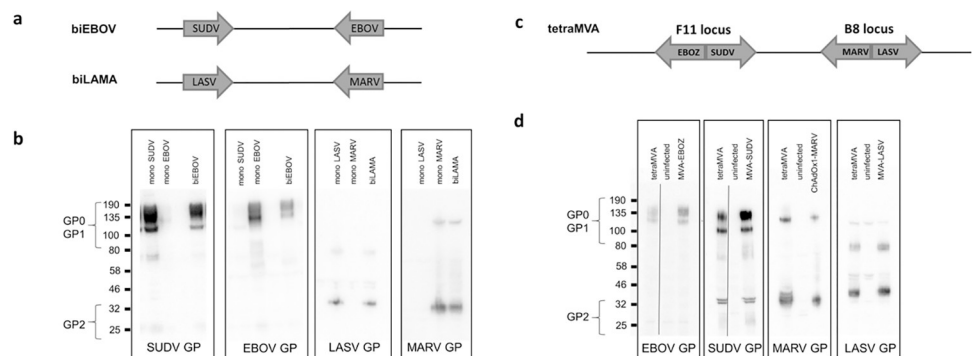 a
biEBOV
SUDV
EBOV
biLAMA
LASV
MARV
b
mono SUDV
mono EBOV
biEBOV
mono SUDV
mono EBOV
biEBOV
mono LASV
mono MARV
biLAMA
mono LASV
mono MARV
biLAMA
GP0
GP1
GP2
190
135
100
80
58
46
32
25
SUDV GP
EBOV GP
LASV GP
MARV GP
c
tetraMVA
F11 locus
B8 locus
EBOZ SUDV
MARV LASV
d
tetraMVA
uninfected
MVA-EBOZ
tetraMVA
uninfected
MVA-SUDV
tetraMVA
uninfected
ChAdOx1-MARV
tetraMVA
uninfected
MVA-LASV
GP0
GP1
GP2
190
135
100
80
58
46
32
25
EBOV GP
SUDV GP
MARV GP
LASV GP